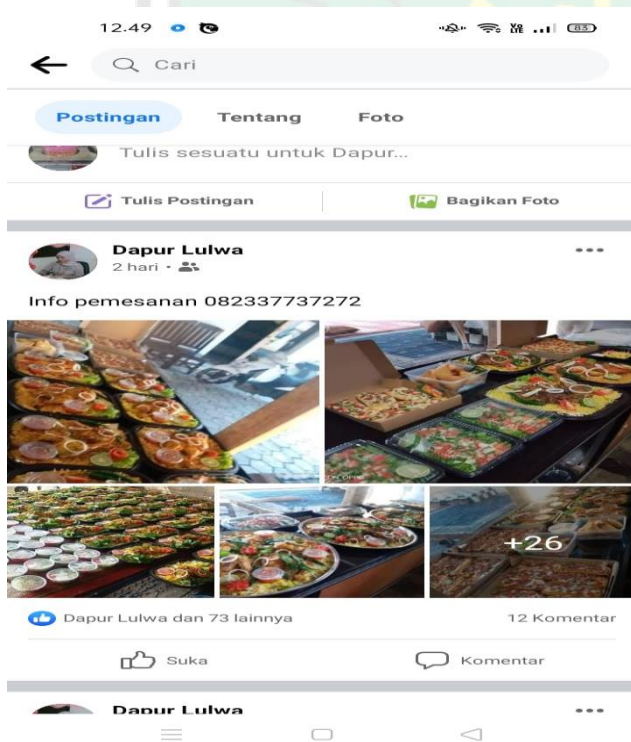 12.49
83
Cari
Postingan Tentang Foto
Tulis sesuatu untuk Dapur...
Tulis Postingan Bagikan Foto
Dapur Lulwa
2 hari •
Info pemesanan 082337737272
+26
Dapur Lulwa dan 73 lainnya 12 Komentar
Suka Komentar
Dapur Lulwa